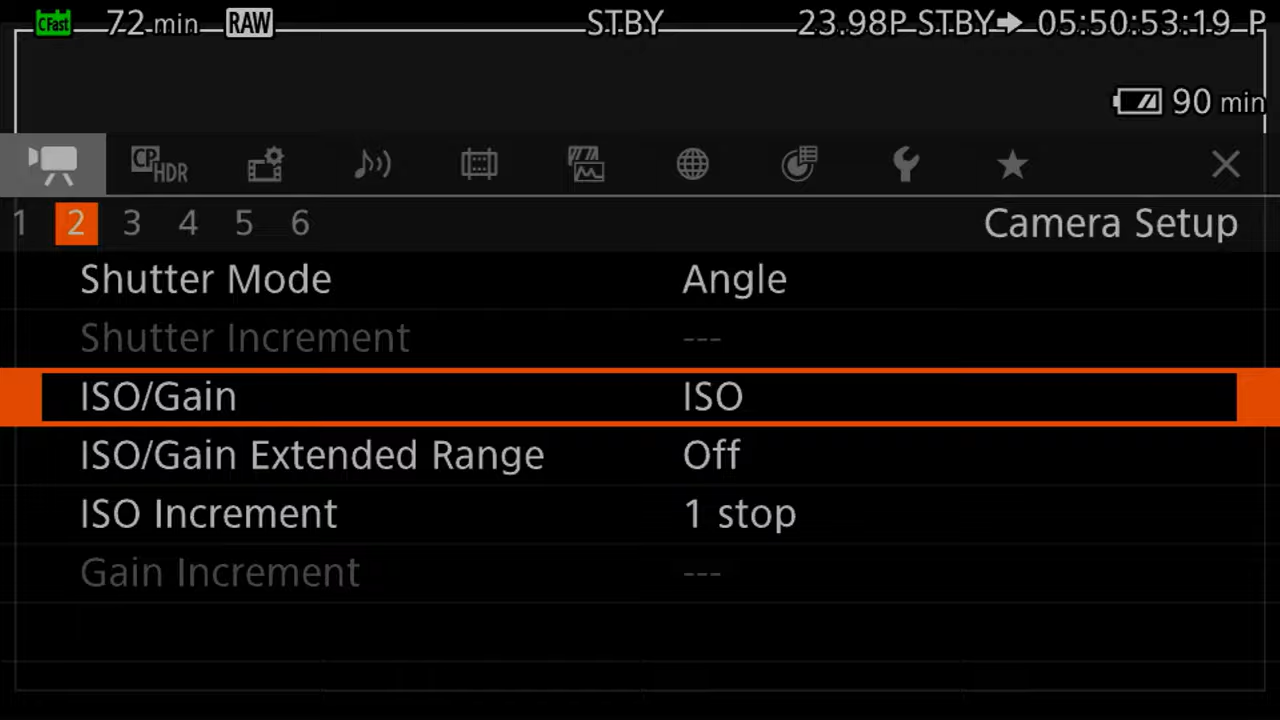 CFast 72 min RAW STBY 23.98P STBY 05:50:53:19 P
90 min
CP HDR
1 2 3 4 5 6 Camera Setup
Shutter Mode Angle
Shutter Increment ---
ISO/Gain ISO
ISO/Gain Extended Range Off
ISO Increment 1 stop
Gain Increment ---